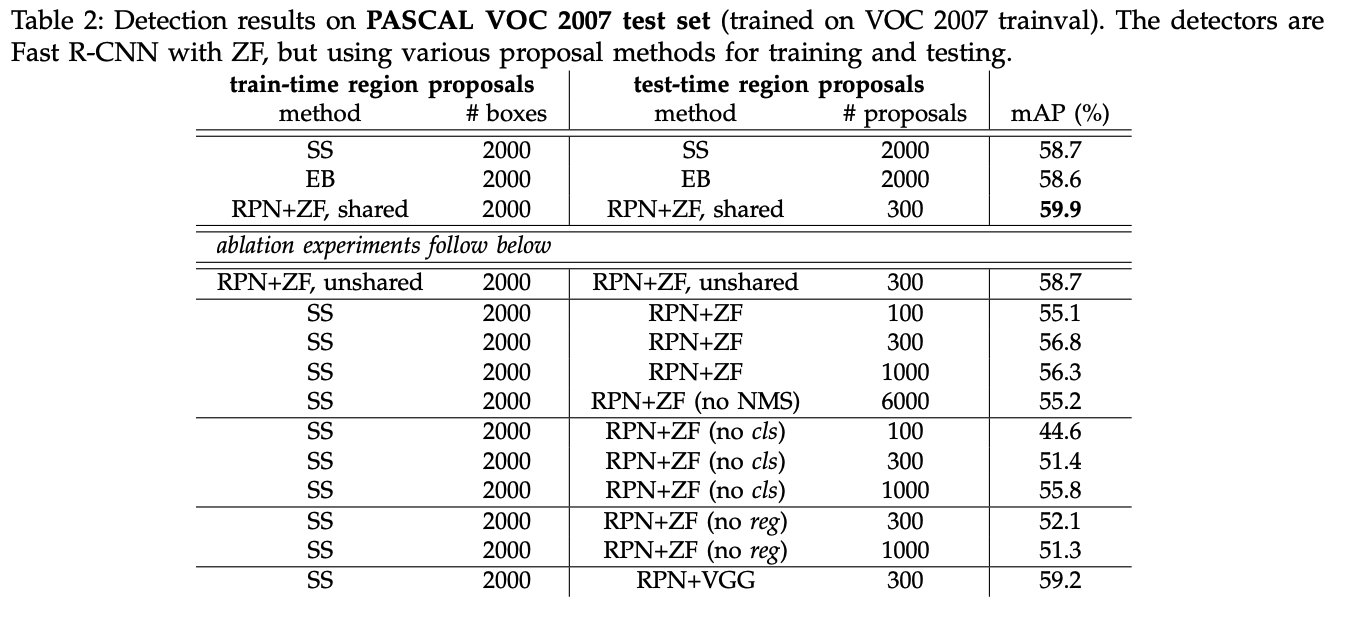 Table 2: Detection results on PASCAL VOC 2007 test set (trained on VOC 2007 trainval). The detectors are
Fast R-CNN with ZF, but using various proposal methods for training and testing.
train-time region proposals test-time region proposals
method # boxes method # proposals mAP (%)
SS 2000 SS 2000 58.7
EB 2000 EB 2000 58.6
RPN+ZF, shared 2000 RPN+ZF, shared 300 59.9
ablation experiments follow below
RPN+ZF, unshared 2000 RPN+ZF, unshared 300 58.7
SS 2000 RPN+ZF 100 55.1
SS 2000 RPN+ZF 300 56.8
SS 2000 RPN+ZF 1000 56.3
SS 2000 RPN+ZF (no NMS) 6000 55.2
SS 2000 RPN+ZF (no cls) 100 44.6
SS 2000 RPN+ZF (no cls) 300 51.4
SS 2000 RPN+ZF (no cls) 1000 55.8
SS 2000 RPN+ZF (no reg) 300 52.1
SS 2000 RPN+ZF (no reg) 1000 51.3
SS 2000 RPN+VGG 300 59.2